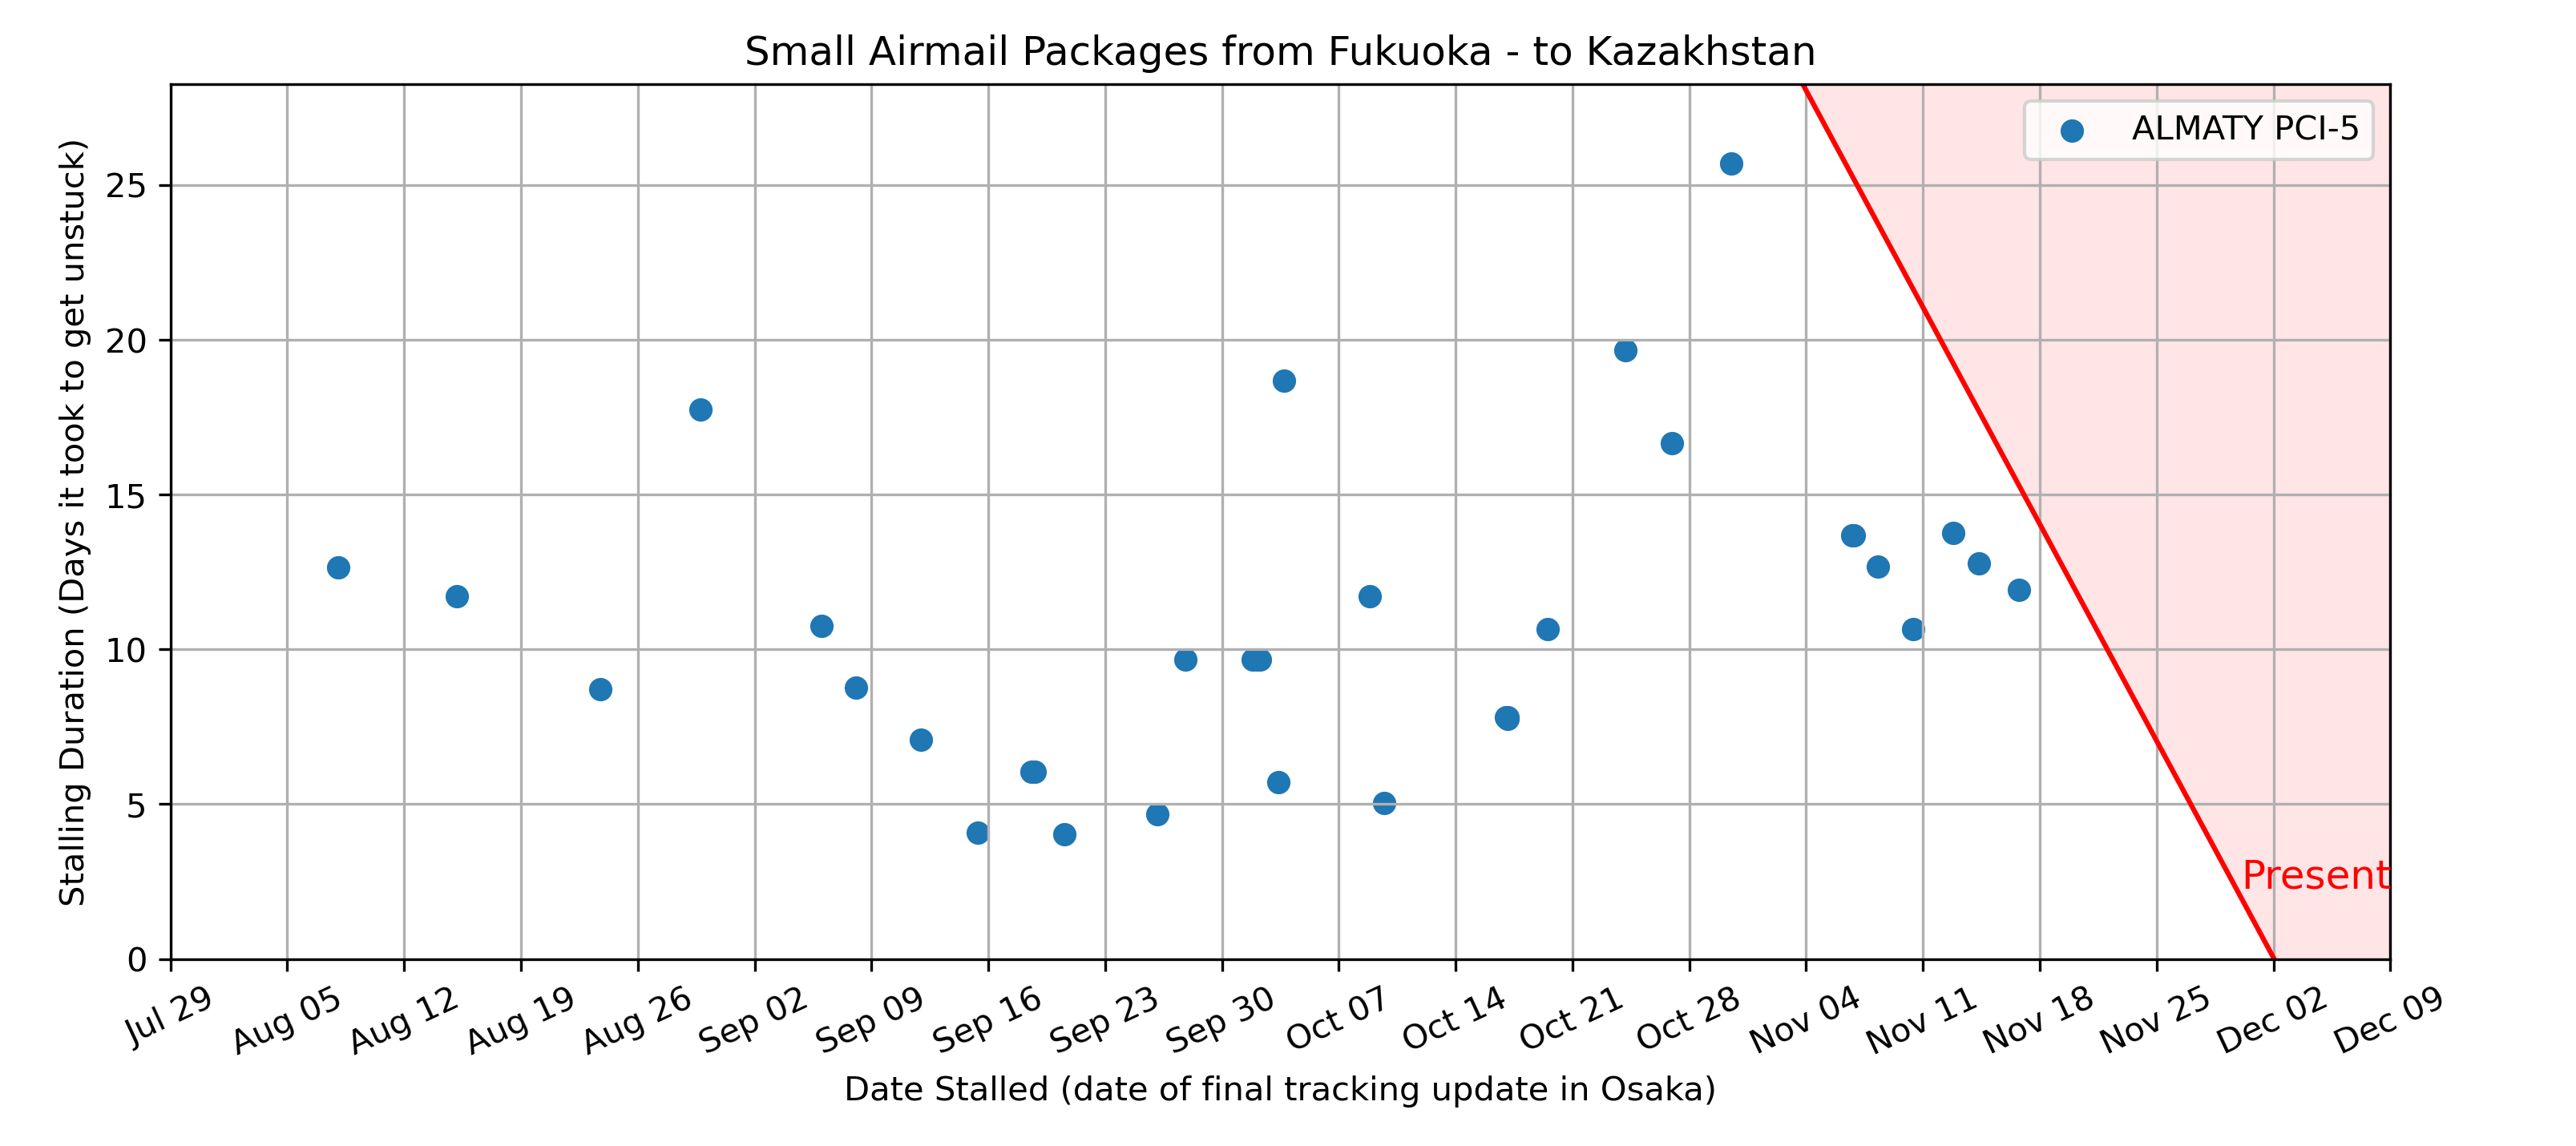 Small Airmail Packages from Fukuoka - to Kazakhstan
ALMATY PCI-5
Stalling Duration (Days it took to get unstuck)
25
20
15
10
5
0
Present
Jul 29
Aug 05
Aug 12
Aug 19
Aug 26
Sep 02
Sep 09
Sep 16
Sep 23
Sep 30
Oct 07
Oct 14
Oct 21
Oct 28
Nov 04
Nov 11
Nov 18
Nov 25
Dec 02
Dec 09
Date Stalled (date of final tracking update in Osaka)